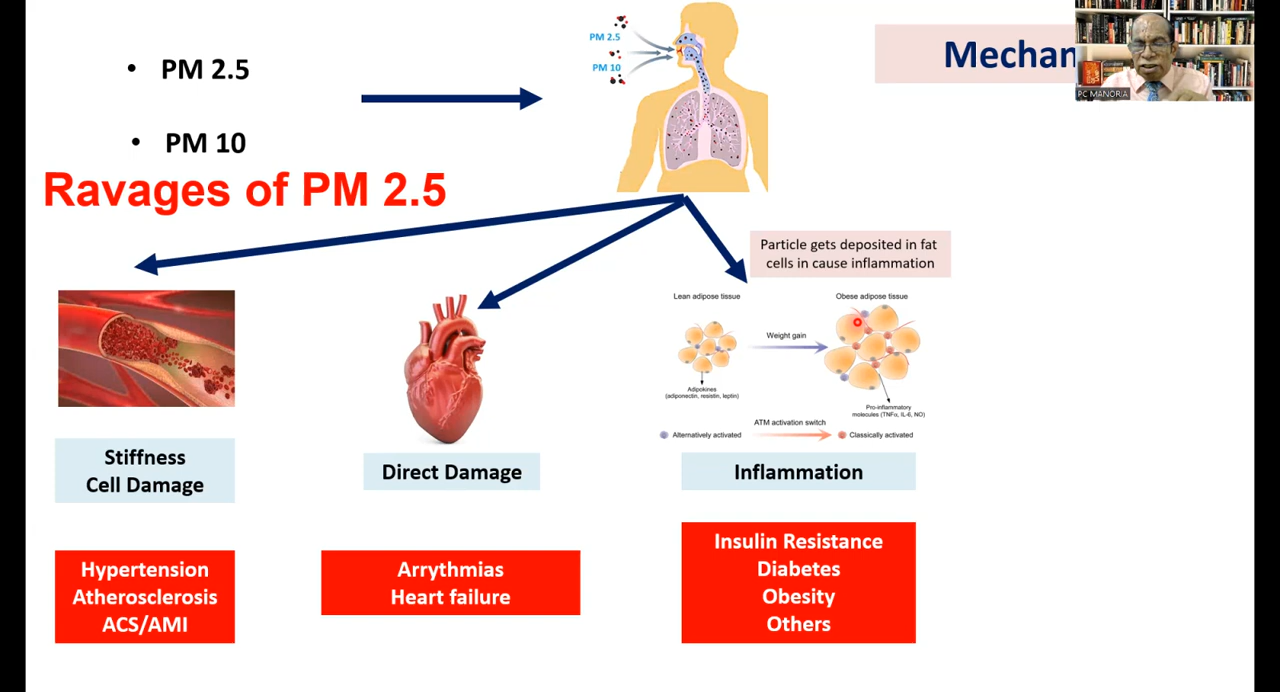 • PM 2.5
• PM 10
Ravages of PM 2.5
PM 2.5
PM 10
Mechan
PC MANORIA
Particle gets deposited in fat
cells in cause inflammation
Lean adipose tissue
Obese adipose tissue
Weight gain
Adipokines
(adiponectin, resistin, leptin)
Pro-inflammatory
molecules (TNFα, IL-6, NO)
ATM activation switch
Alternatively activated
Classically activated
Stiffness
Cell Damage
Direct Damage
Inflammation
Hypertension
Atherosclerosis
ACS/AMI
Arrythmias
Heart failure
Insulin Resistance
Diabetes
Obesity
Others